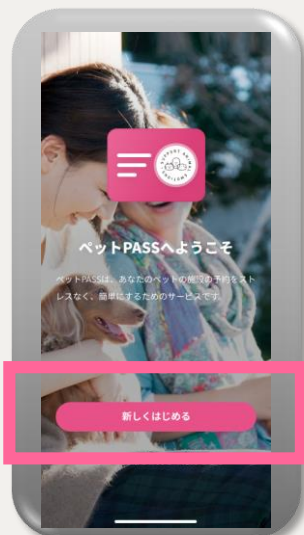 ペットPASSへようこそ
ペットPASSは、あなたのペットの施設の予約をスト
レスなく、簡単にするためのサービスです。
新しくはじめる